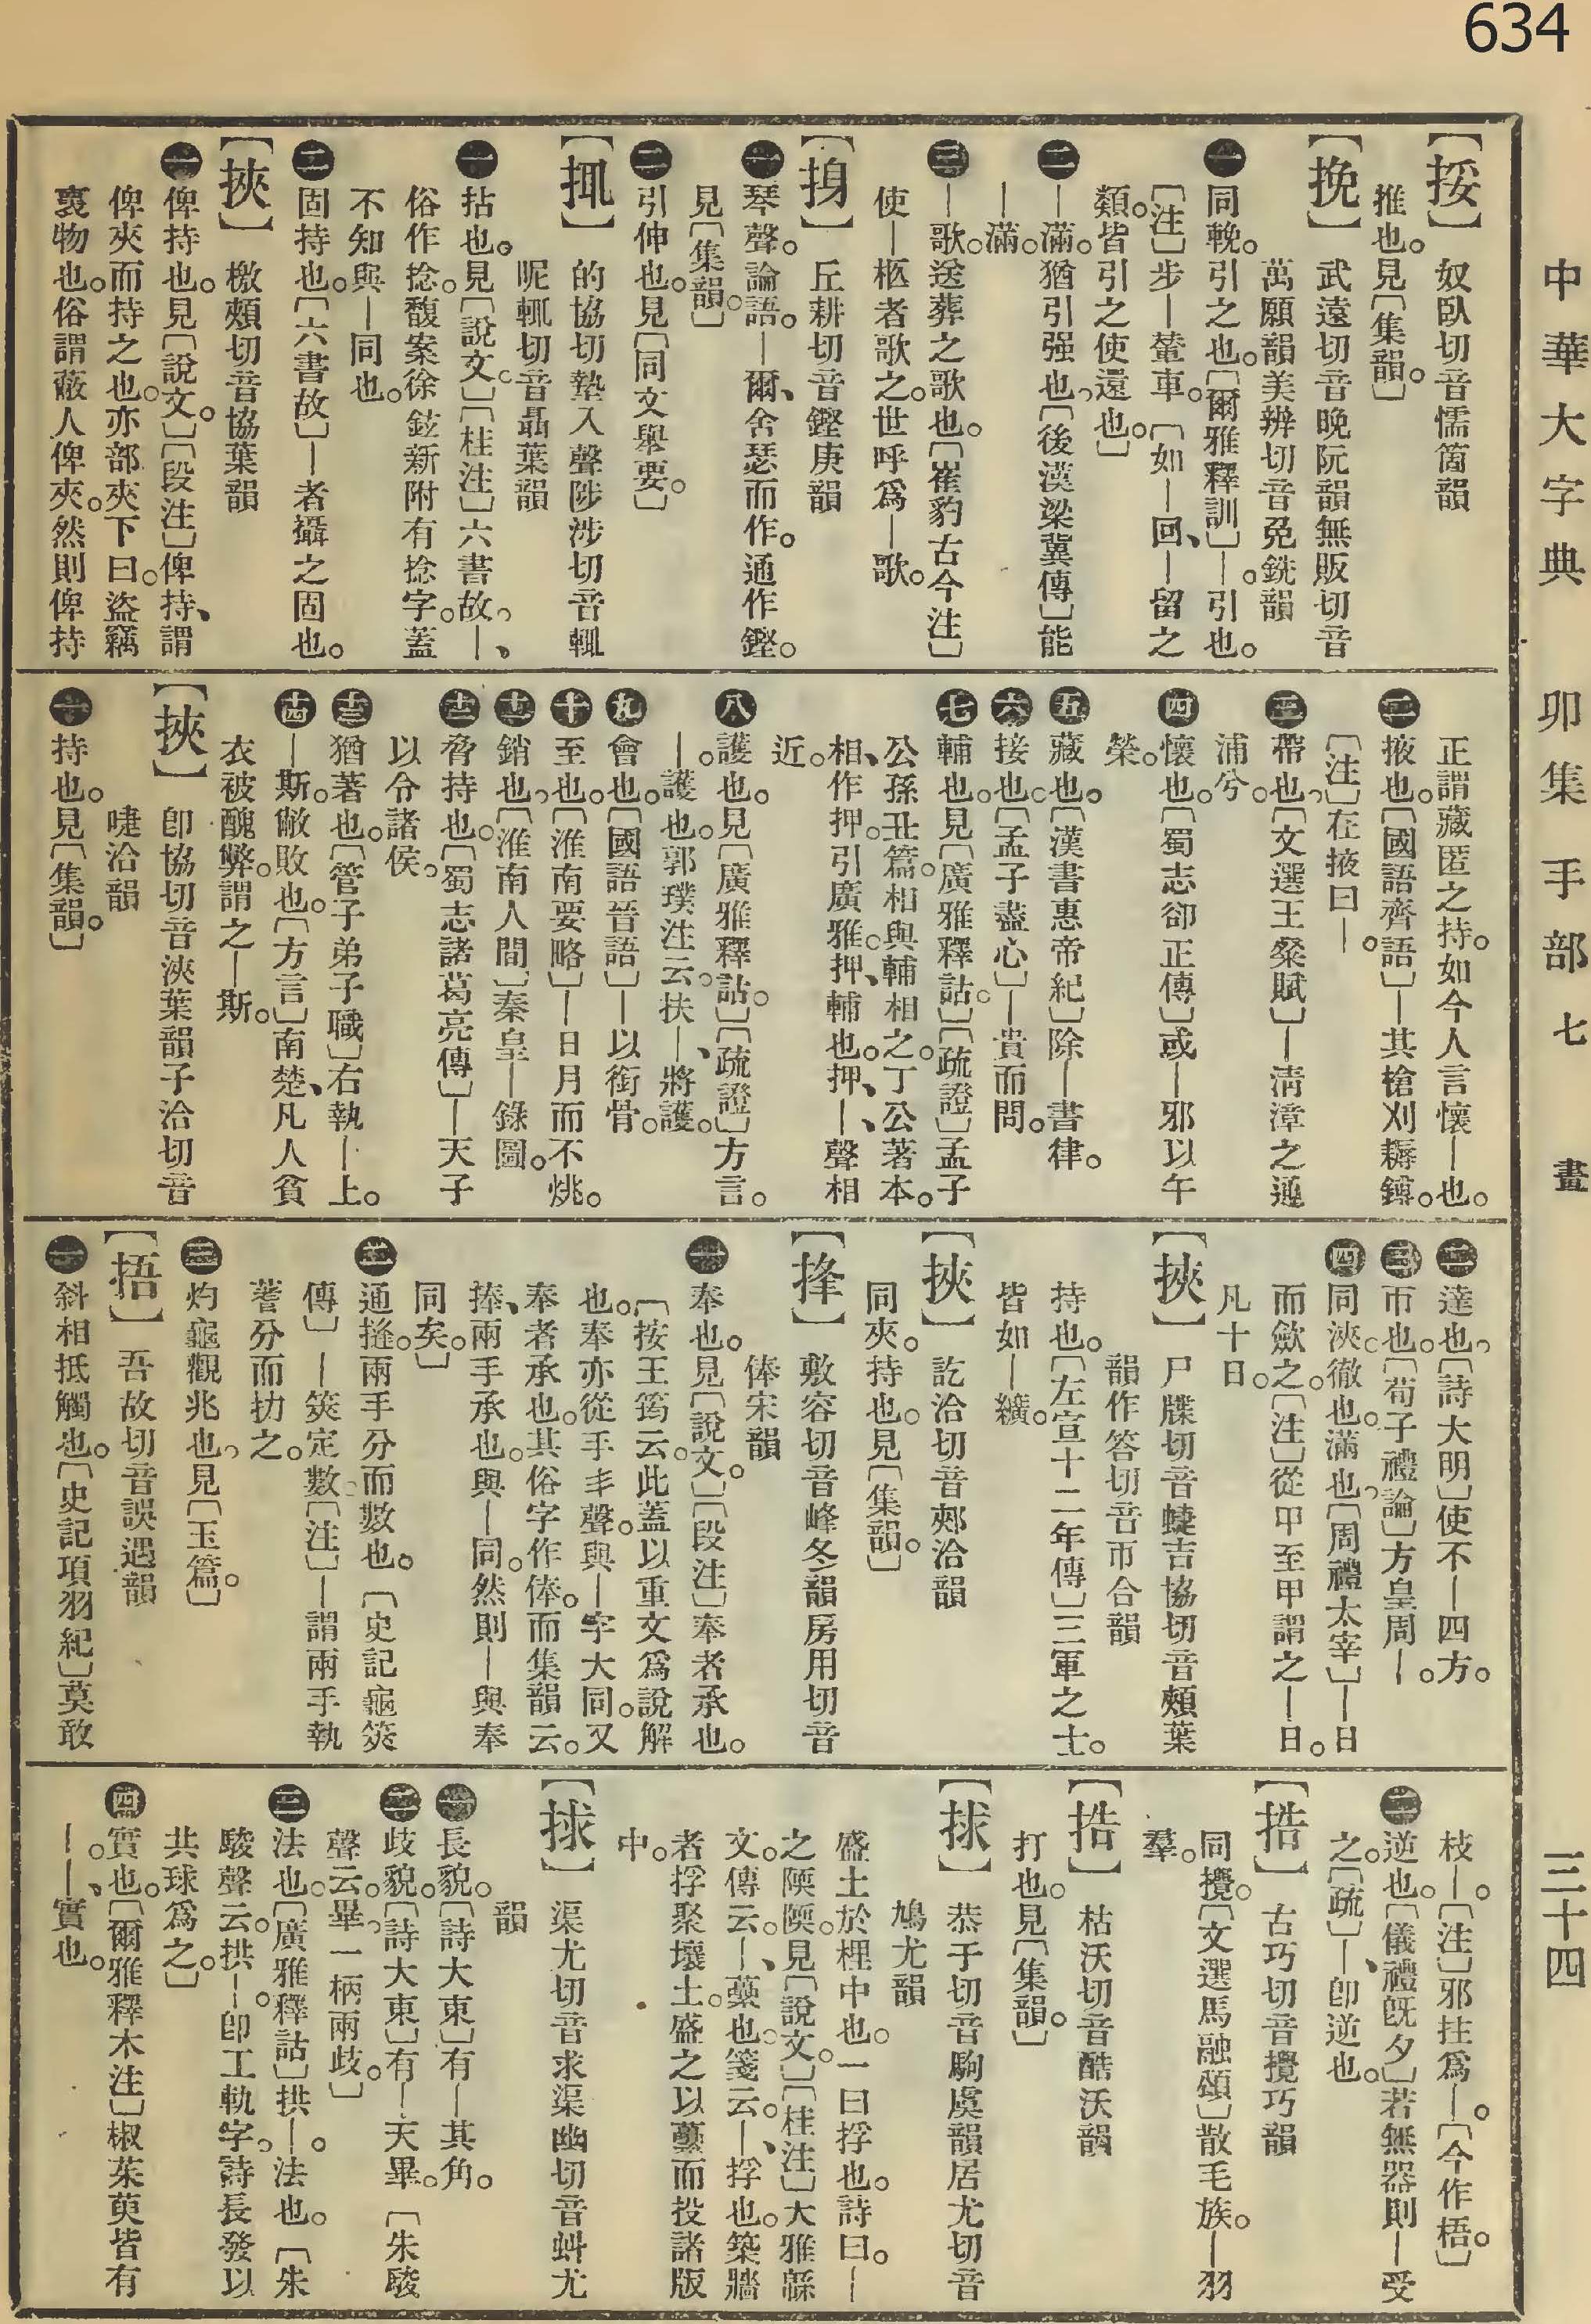 634
中華大字典 卯集 手部 七畫 三十四
【挼】 奴臥切音懦箇韻
推也。見〔集韻。〕
【挽】 武遠切音晚阮韻無販切音
萬願韻美辨切音免銑韻
㊀同輓。引之也。〔爾雅釋訓〕—。引也。
〔注〕步—輦車。〔如—回、—留之
類。皆引之使還也。〕
㊁—滿。猶引强也。〔後漢梁冀傳〕能
—滿。
㊂—歌。送葬之歌也。〔崔豹古今注〕
使—柩者歌之。世呼爲—歌。
【㧶】 丘耕切音鏗庚韻
㊀琴聲。論語。—爾、舍瑟而作。通作鏗。
見〔集韻。〕
㊁引伸也。見〔同文舉要。〕
【㧷】 的協切墊入聲陟涉切音輒
呢輒切音聶葉韻
㊀拈也。見〔說文。〕〔桂注〕六書故。—、
俗作捻。馥案徐鉉新附有捻字。蓋
不知與—同也。
㊁固持也。〔六書故〕—者攝之固也。
【挾】 檄頰切音協葉韻
㊀俾持也。見〔說文。〕〔段注〕俾持、謂
俾夾而持之也。亦部夾下曰。盜竊
褱物也。俗謂蔽人俾夾。然則俾持
正謂藏匿之持。如今人言懷—也。
㊁掖也。〔國語齊語〕—其槍刈耨鎛。
〔注〕在掖曰—。
㊂帶也。〔文選王粲賦〕—淸漳之通
浦兮。
㊃懷也。〔蜀志卻正傳〕或—邪以午
榮。
㊄藏也。〔漢書惠帝紀〕除—書律。
㊅接也。〔孟子盡心〕—貴而問。
㊆輔也。見〔廣雅釋詁。〕〔疏證〕孟子
公孫丑篇。相與輔相之。丁公著本。
相、作押。引廣雅。押、輔也。押、—、聲相
近。
㊇護也。見〔廣雅釋詁。〕〔疏證〕方言。
—。護也。郭璞注云。扶—、將護。
㊈會也。〔國語晉語〕—以銜骨。
㊉至也。〔淮南要略〕—日月而不烑。
⑪銷也。〔淮南人間〕秦皇—錄圖。
⑫脅持也。〔蜀志諸葛亮傳〕—天子
以令諸侯。
⑬猶著也。〔管子弟子職〕右執—上。
⑭—斯。敝敗也。〔方言〕南楚、凡人貧
衣被醜弊。謂之—斯。
【挾】 卽協切音浹葉韻子洽切音
啑洽韻
㊀持也。見〔集韻。〕
㊁達也。〔詩大明〕使不—四方。
㊂帀也。〔荀子禮論〕方皇周—。
㊃同浹。徹也。滿也。〔周禮太宰〕—日
而斂之。〔注〕從甲至甲謂之—日。
凡十日。
【挾】 尸牒切音蜨吉協切音頰葉
韻作答切音帀合韻
持也。〔左宣十二年傳〕三軍之士。
皆如—纊。
【挾】 訖洽切音郟洽韻
同夾。持也。見〔集韻。〕
【捀】 敷容切音峰冬韻房用切音
俸宋韻
㊀奉也。見〔說文。〕〔段注〕奉者承也。
〔按王筠云。此蓋以重文爲說解
也。奉亦從手丯聲。與—字大同。又
奉者承也。其俗字作俸。而集韻云。
捧、兩手承也。與—同。然則—與奉
同矣。〕
㊁通摓。兩手分而數也。〔史記龜筴
傳〕—筴定數〔注〕—謂兩手執
蓍分而扐之。
㊂灼龜觀兆也。見〔玉篇。〕
【捂】 吾故切音誤遇韻
㊀斜相抵觸也。〔史記項羽紀〕莫敢
枝—。〔注〕邪拄爲—。〔今作梧。〕
㊁逆也。〔儀禮旣夕〕若無器則—受
之。〔疏〕—、卽逆也。
【捁】 古巧切音攪巧韻
同攪。〔文選馬融頌〕散毛族。—羽
羣。
【捁】 枯沃切音酷沃韻
打也。見〔集韻。〕
【捄】 恭于切音駒虞韻居尤切音
鳩尤韻
盛土於梩中也。一曰捊也。詩曰。—
之陾陾。見〔說文。〕〔桂注〕大雅緜
文。傳云。—、虆也。箋云。—、捊也。築牆
者捊聚壤土。盛之以虆而投諸版
中。
【捄】 渠尤切音求渠幽切音蚪尤
韻
㊀長貌。〔詩大東〕有—其角。
㊁歧貌。〔詩大東〕有—天畢。〔朱駿
聲云。畢一柄兩歧。〕
㊂法也。〔廣雅釋詁〕拱—。法也。〔朱
駿聲云。拱—。卽工軌字。詩長發以
共球爲之。〕
㊃實也。〔爾雅釋木注〕椒茱萸皆有
—。—、實也。